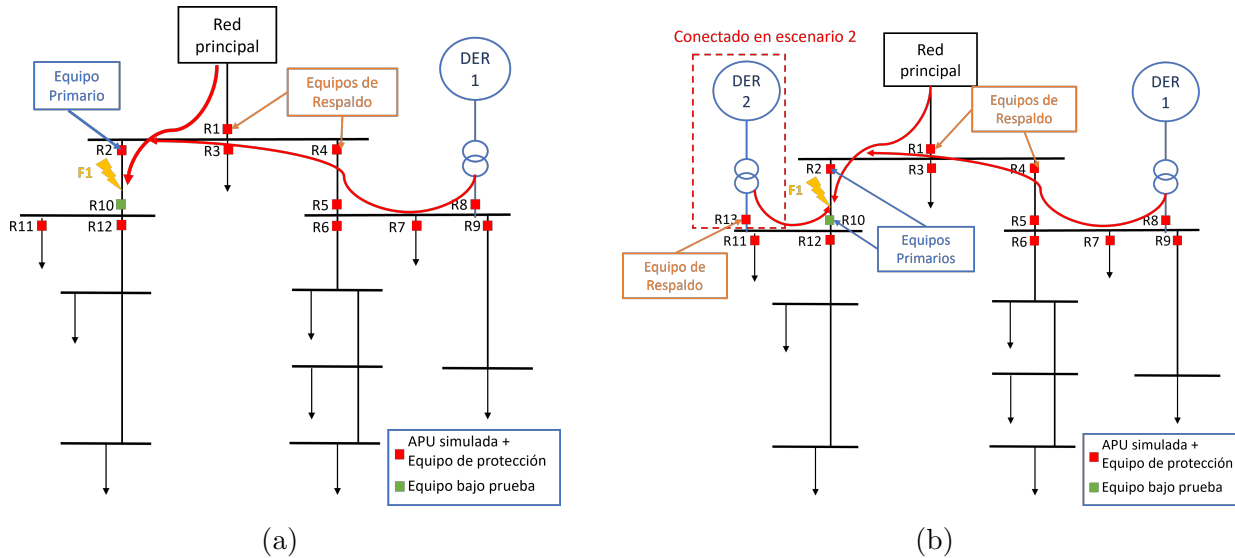 Red
principal
DER
1
Equipo
Primario
Equipos de
Respaldo
R1
R2
R3
R4
F1
R10
R5
R8
R11
R12
R6
R7
R9
APU simulada +
Equipo de protección
Equipo bajo prueba
(a)
Conectado en escenario 2
Red
principal
DER
2
DER
1
Equipos de
Respaldo
R1
R2
R3
R4
F1
R13
R10
R5
R8
R11
R12
R6
R7
R9
Equipos
Primarios
Equipo de
Respaldo
APU simulada +
Equipo de protección
Equipo bajo prueba
(b)